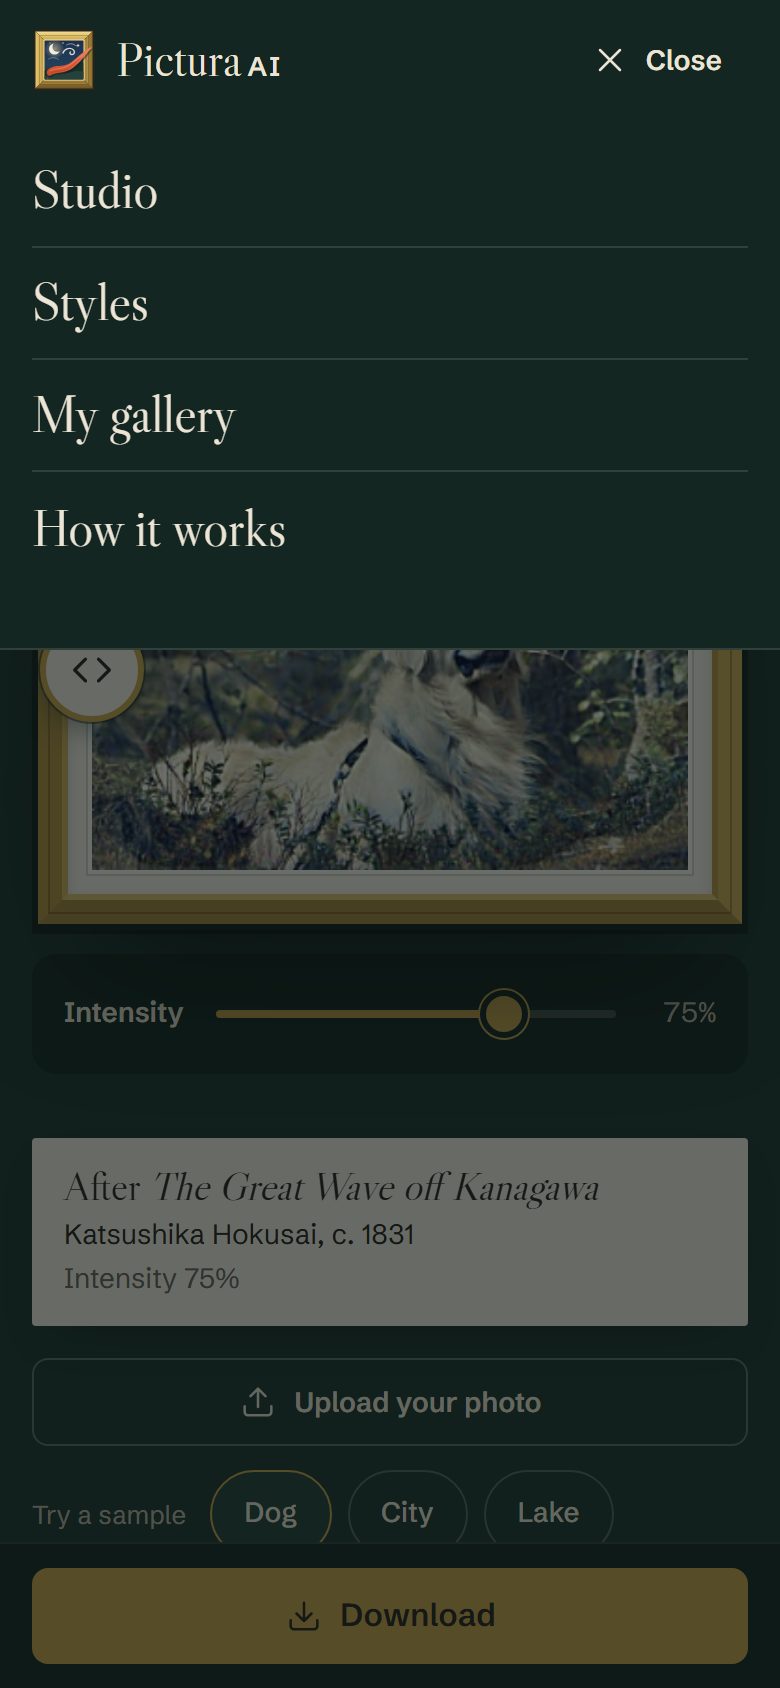 Pictura AI
Close
Studio
Styles
My gallery
How it works
Intensity
75%
After The Great Wave off Kanagawa
Katsushika Hokusai, c. 1831
Intensity 75%
Upload your photo
Try a sample
Dog
City
Lake
Download